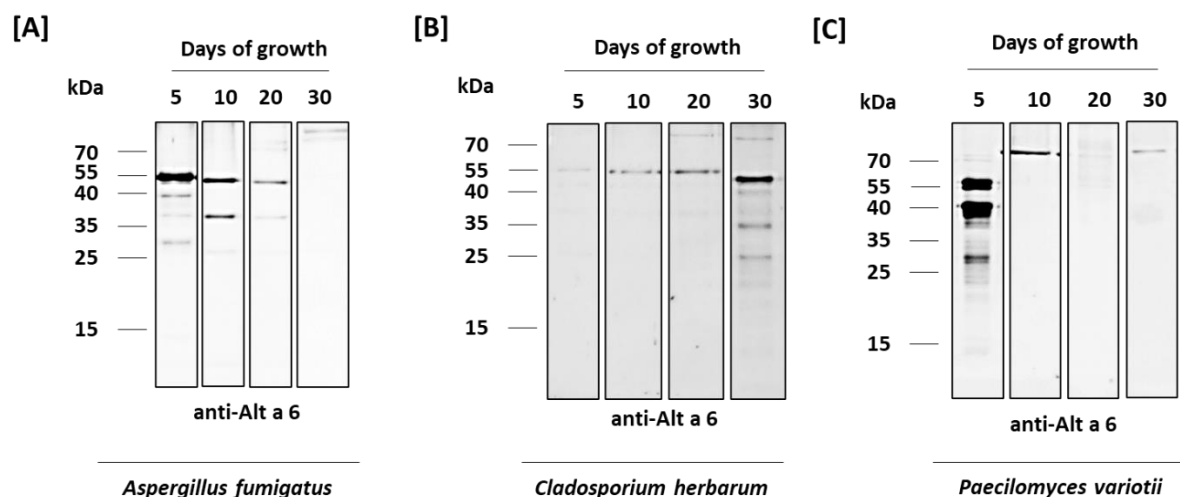 [A]
Days of growth
kDa
5 10 20 30
70
55
40
35
25
15
anti-Alt a 6
Aspergillus fumigatus
[B]
Days of growth
kDa
5 10 20 30
70
55
40
35
25
15
anti-Alt a 6
Cladosporium herbarum
[C]
Days of growth
kDa
5 10 20 30
70
55
40
35
25
15
anti-Alt a 6
Paecilomyces variotii